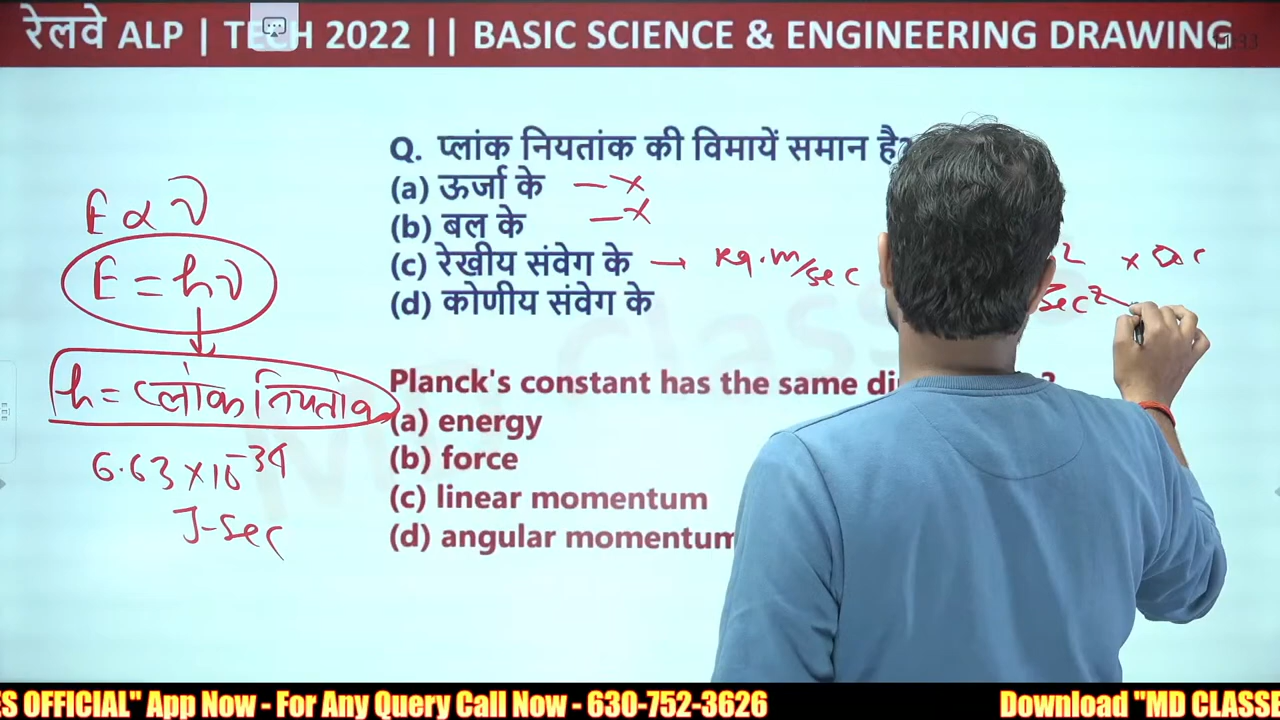 रेलवे ALP | TECH 2022 || BASIC SCIENCE & ENGINEERING DRAWING
Q. प्लांक नियतांक की विमायें समान है?
(a) ऊर्जा के – x
(b) बल के – x
(c) रेखीय संवेग के → kg.m/sec
(d) कोणीय संवेग के
2 x sec
sec²
E ∝ ν
E = hν
h = प्लांक नियतांक
6.63 x 10⁻³⁴
J-sec
Planck's constant has the same ?
(a) energy
(b) force
(c) linear momentum
(d) angular momentum
OFFICIAL" App Now - For Any Query Call Now - 630-752-3626 Download "MD